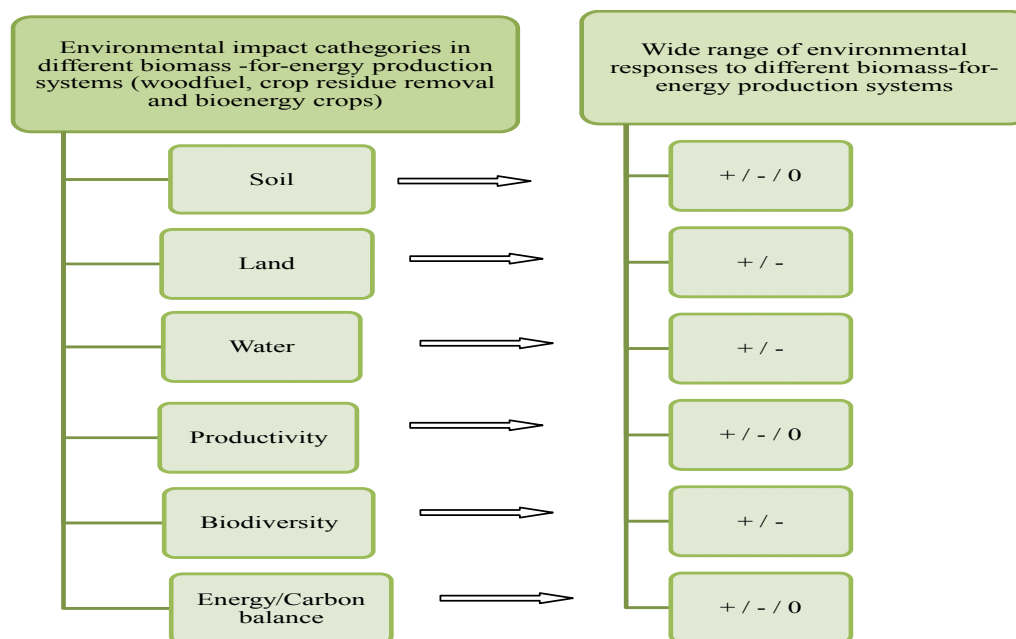 Environmental impact cathegories in
different biomass -for-energy production
systems (woodfuel, crop residue removal
and bioenergy crops)
Wide range of environmental
responses to different biomass-for-
energy production systems
Soil
+ / - / 0
Land
+ / -
Water
+ / -
Productivity
+ / - / 0
Biodiversity
+ / -
Energy/Carbon
balance
+ / - / 0